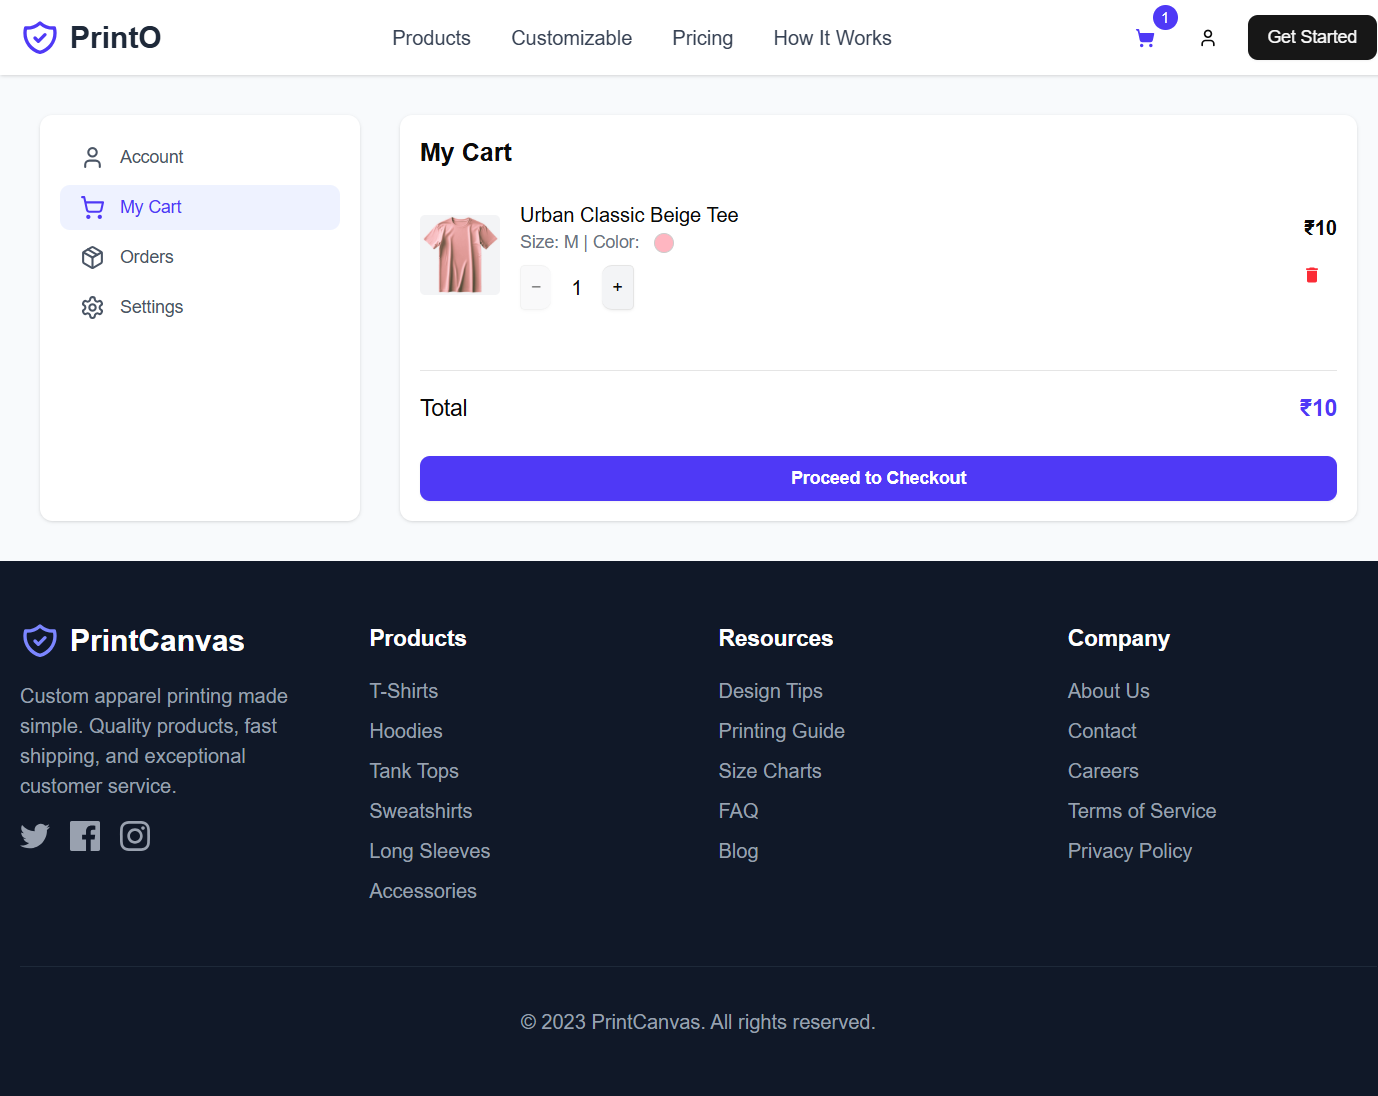 PrintO
Products
Customizable
Pricing
How It Works
1
Get Started
Account
My Cart
Orders
Settings
My Cart
Urban Classic Beige Tee
₹10
Size: M | Color:
− 1 +
Total
₹10
Proceed to Checkout
PrintCanvas
Custom apparel printing made
simple. Quality products, fast
shipping, and exceptional
customer service.
Products
T-Shirts
Hoodies
Tank Tops
Sweatshirts
Long Sleeves
Accessories
Resources
Design Tips
Printing Guide
Size Charts
FAQ
Blog
Company
About Us
Contact
Careers
Terms of Service
Privacy Policy
© 2023 PrintCanvas. All rights reserved.